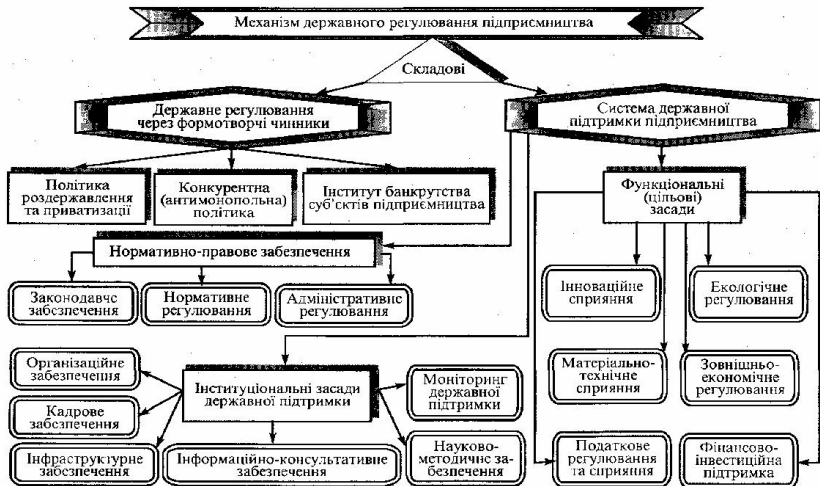 Механізм державного регулювання підприємництва
Складові
Державне регулювання
через формотворчі чинники
Система державної
підтримки підприємництва
Політика
роздержавлення
та приватизації
Конкурентна
(антимонопольна)
політика
Інститут банкрутства
суб’єктів підприємництва
Функціональні
(цільові)
засади
Нормативно-правове забезпечення
Законодавче
забезпечення
Нормативне
регулювання
Адміністративне
регулювання
Інноваційне
сприяння
Екологічне
регулювання
Організаційне
забезпечення
Кадрове
забезпечення
Інфраструктурне
забезпечення
Інституціональні засади
державної підтримки
Інформаційно-консультативне
забезпечення
Моніторинг
державної
підтримки
Науково-
методичне за-
безпечення
Матеріально-
технічне
сприяння
Зовнішньо-
економічне
регулювання
Податкове
регулювання
та сприяння
Фінансово-
інвестиційна
підтримка